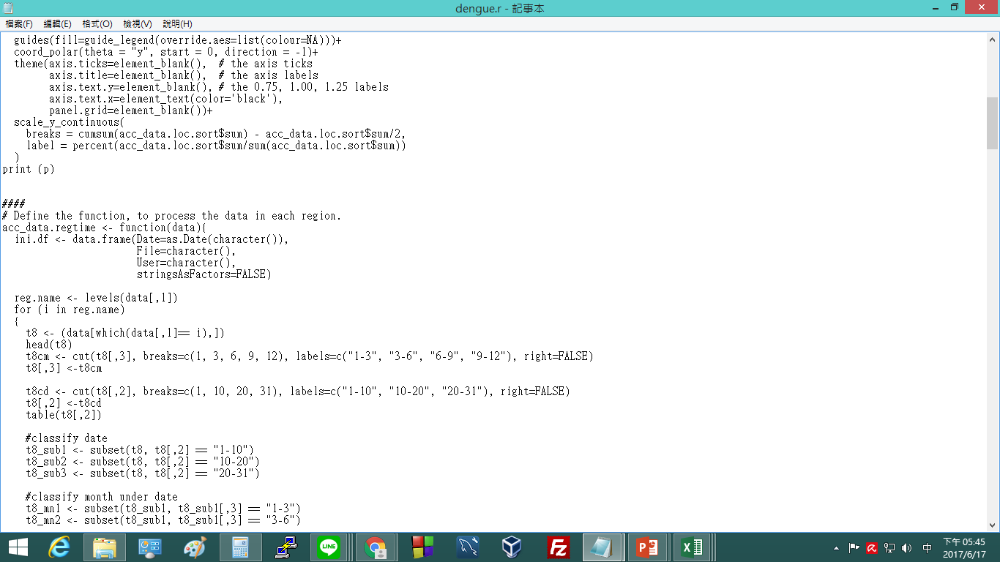 dengue.r - 記事本
檔案(F) 編輯(E) 格式(O) 檢視(V) 說明(H)
  guides(fill=guide_legend(override.aes=list(colour=NA)))+
  coord_polar(theta = "y", start = 0, direction = -1)+
  theme(axis.ticks=element_blank(),  # the axis ticks
        axis.title=element_blank(),  # the axis labels
        axis.text.y=element_blank(), # the 0.75, 1.00, 1.25 labels
        axis.text.x=element_text(color='black'),
        panel.grid=element_blank())+
  scale_y_continuous(
    breaks = cumsum(acc_data.loc.sort$sum) - acc_data.loc.sort$sum/2,
    label = percent(acc_data.loc.sort$sum/sum(acc_data.loc.sort$sum))
  )
print (p)
####
# Define the function, to process the data in each region.
acc_data.regtime <- function(data){
  ini.df <- data.frame(Date=as.Date(character()),
                       File=character(),
                       User=character(),
                       stringsAsFactors=FALSE)
  reg.name <- levels(data[,1])
  for (i in reg.name)
  {
    t8 <- (data[which(data[,1]== i),])
    head(t8)
    t8cm <- cut(t8[,3], breaks=c(1, 3, 6, 9, 12), labels=c("1-3", "3-6", "6-9", "9-12"), right=FALSE)
    t8[,3] <-t8cm
    t8cd <- cut(t8[,2], breaks=c(1, 10, 20, 31), labels=c("1-10", "10-20", "20-31"), right=FALSE)
    t8[,2] <-t8cd
    table(t8[,2])
    #classify date
    t8_sub1 <- subset(t8, t8[,2] == "1-10")
    t8_sub2 <- subset(t8, t8[,2] == "10-20")
    t8_sub3 <- subset(t8, t8[,2] == "20-31")
    #classify month under date
    t8_mn1 <- subset(t8_sub1, t8_sub1[,3] == "1-3")
    t8_mn2 <- subset(t8_sub1, t8_sub1[,3] == "3-6")
LINE
FZ
中
下午 05:45
2017/6/17